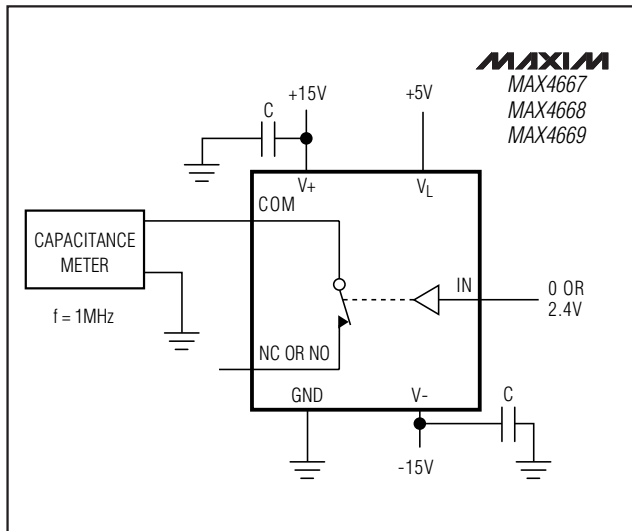 MAXIM
MAX4667
MAX4668
MAX4669
+15V
+5V
C
V+
VL
COM
CAPACITANCE
METER
IN
0 OR
2.4V
f = 1MHz
NC OR NO
GND
V-
C
-15V